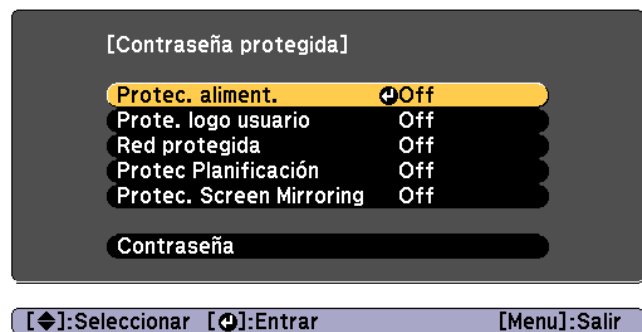 [Contraseña protegida]
Protec. aliment. Off
Prote. logo usuario Off
Red protegida Off
Protec Planificación Off
Protec. Screen Mirroring Off
Contraseña
[ ]:Seleccionar [ ]:Entrar [Menu]:Salir